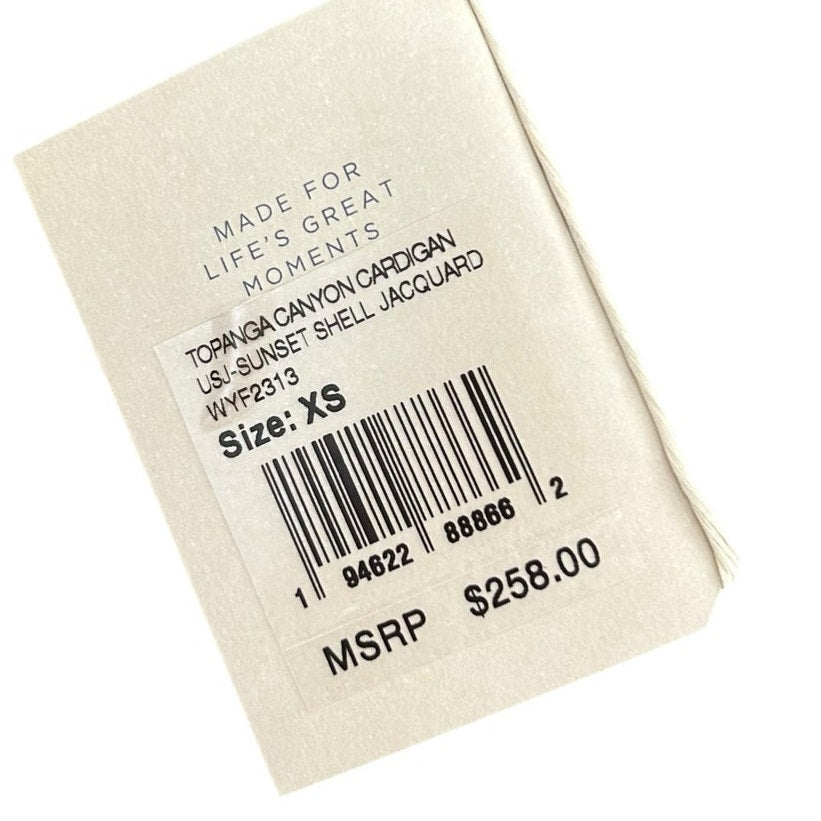 MADE FOR
LIFE'S GREAT
MOMENTS
TOPANGA CANYON CARDIGAN
USJ-SUNSET SHELL JACQUARD
WYF2313
Size: XS
1 94622 88866 2
MSRP $258.00